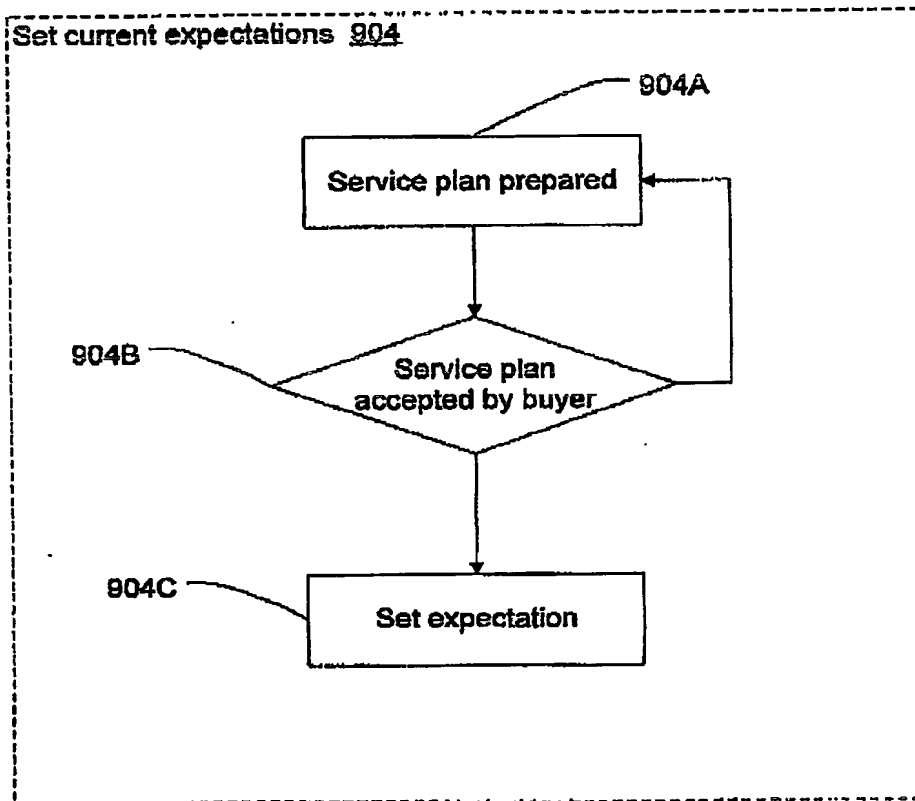 Set current expectations 904
904A
Service plan prepared
904B
Service plan
accepted by buyer
904C
Set expectation